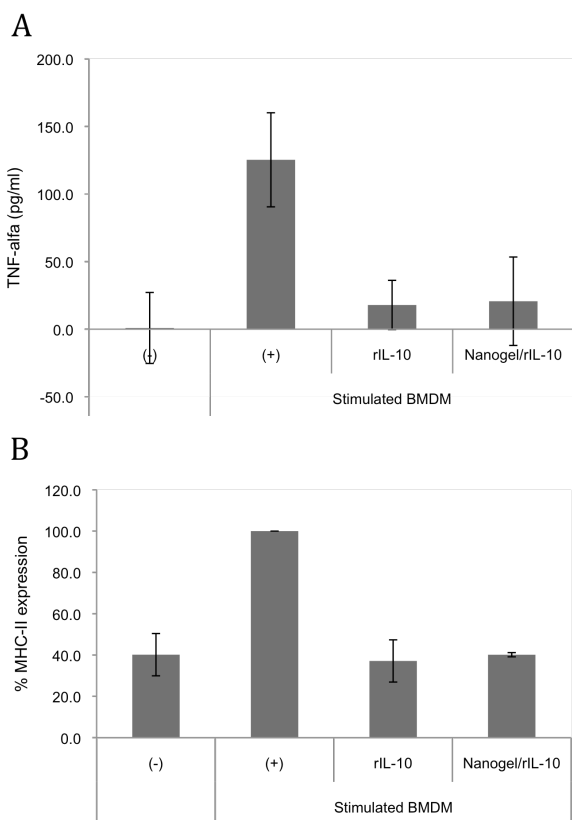 A
200.0
150.0
100.0
50.0
0.0
-50.0
TNF-alfa (pg/ml)
(-)
(+)
rIL-10
Nanogel/rIL-10
Stimulated BMDM
B
120.0
100.0
80.0
60.0
40.0
20.0
0.0
% MHC-II expression
(-)
(+)
rIL-10
Nanogel/rIL-10
Stimulated BMDM